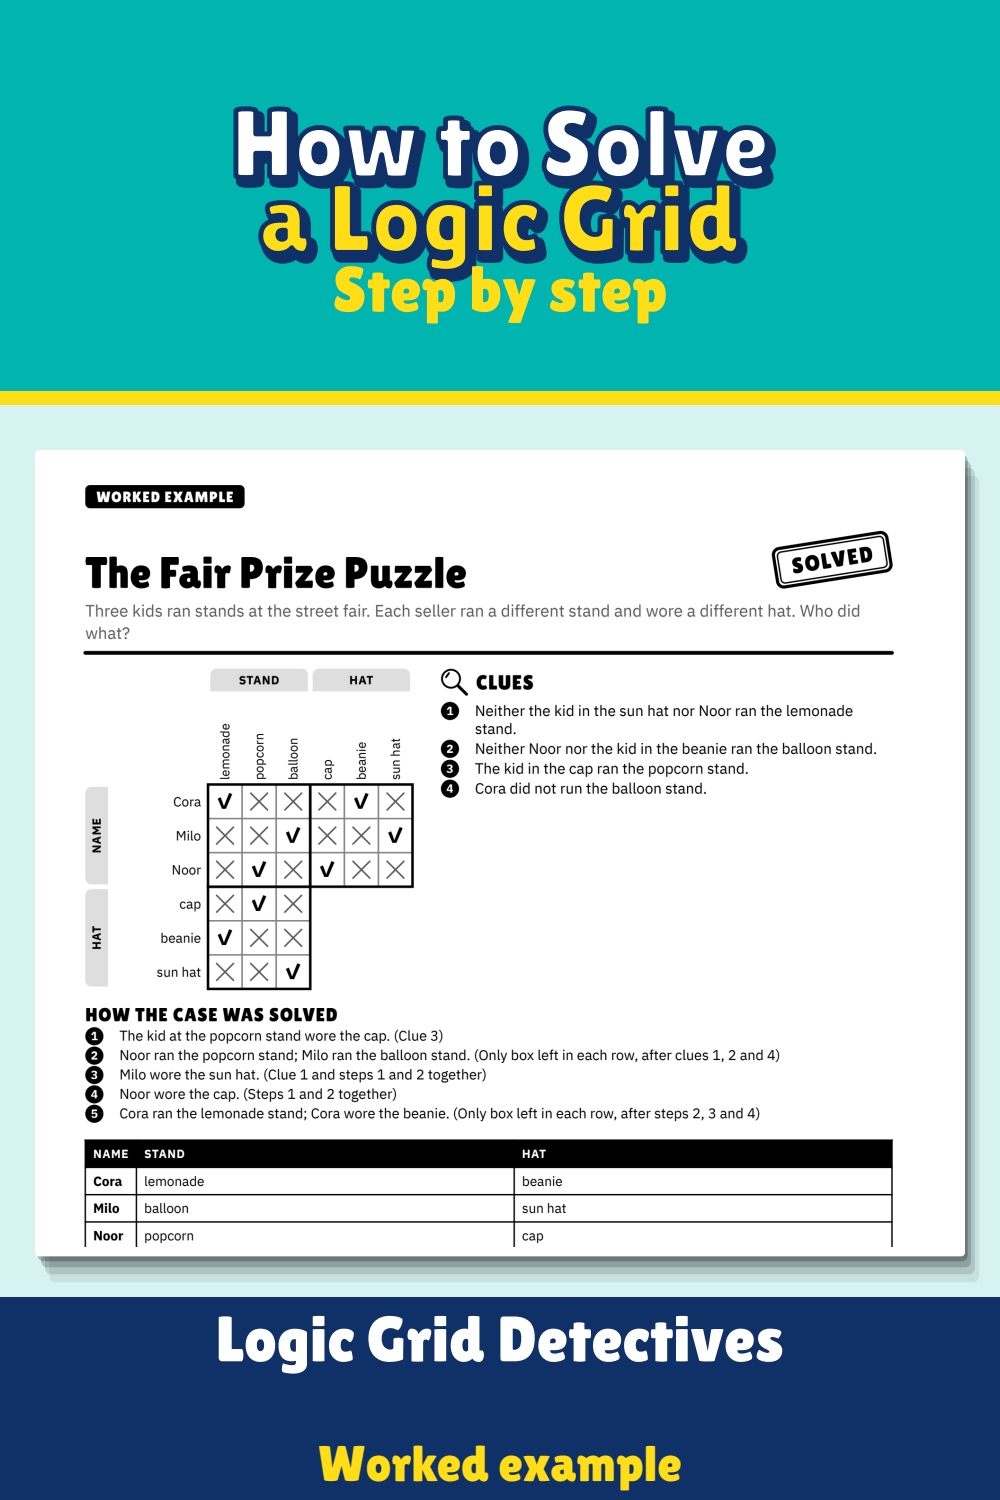 How to Solve
a Logic Grid
Step by step
WORKED EXAMPLE
The Fair Prize Puzzle
SOLVED
Three kids ran stands at the street fair. Each seller ran a different stand and wore a different hat. Who did
what?
STAND HAT
lemonade popcorn balloon cap beanie sun hat
NAME
Cora
Milo
Noor
HAT
cap
beanie
sun hat
CLUES
1 Neither the kid in the sun hat nor Noor ran the lemonade
stand.
2 Neither Noor nor the kid in the beanie ran the balloon stand.
3 The kid in the cap ran the popcorn stand.
4 Cora did not run the balloon stand.
HOW THE CASE WAS SOLVED
1 The kid at the popcorn stand wore the cap. (Clue 3)
2 Noor ran the popcorn stand; Milo ran the balloon stand. (Only box left in each row, after clues 1, 2 and 4)
3 Milo wore the sun hat. (Clue 1 and steps 1 and 2 together)
4 Noor wore the cap. (Steps 1 and 2 together)
5 Cora ran the lemonade stand; Cora wore the beanie. (Only box left in each row, after steps 2, 3 and 4)
NAME STAND HAT
Cora lemonade beanie
Milo balloon sun hat
Noor popcorn cap
Logic Grid Detectives
Worked example